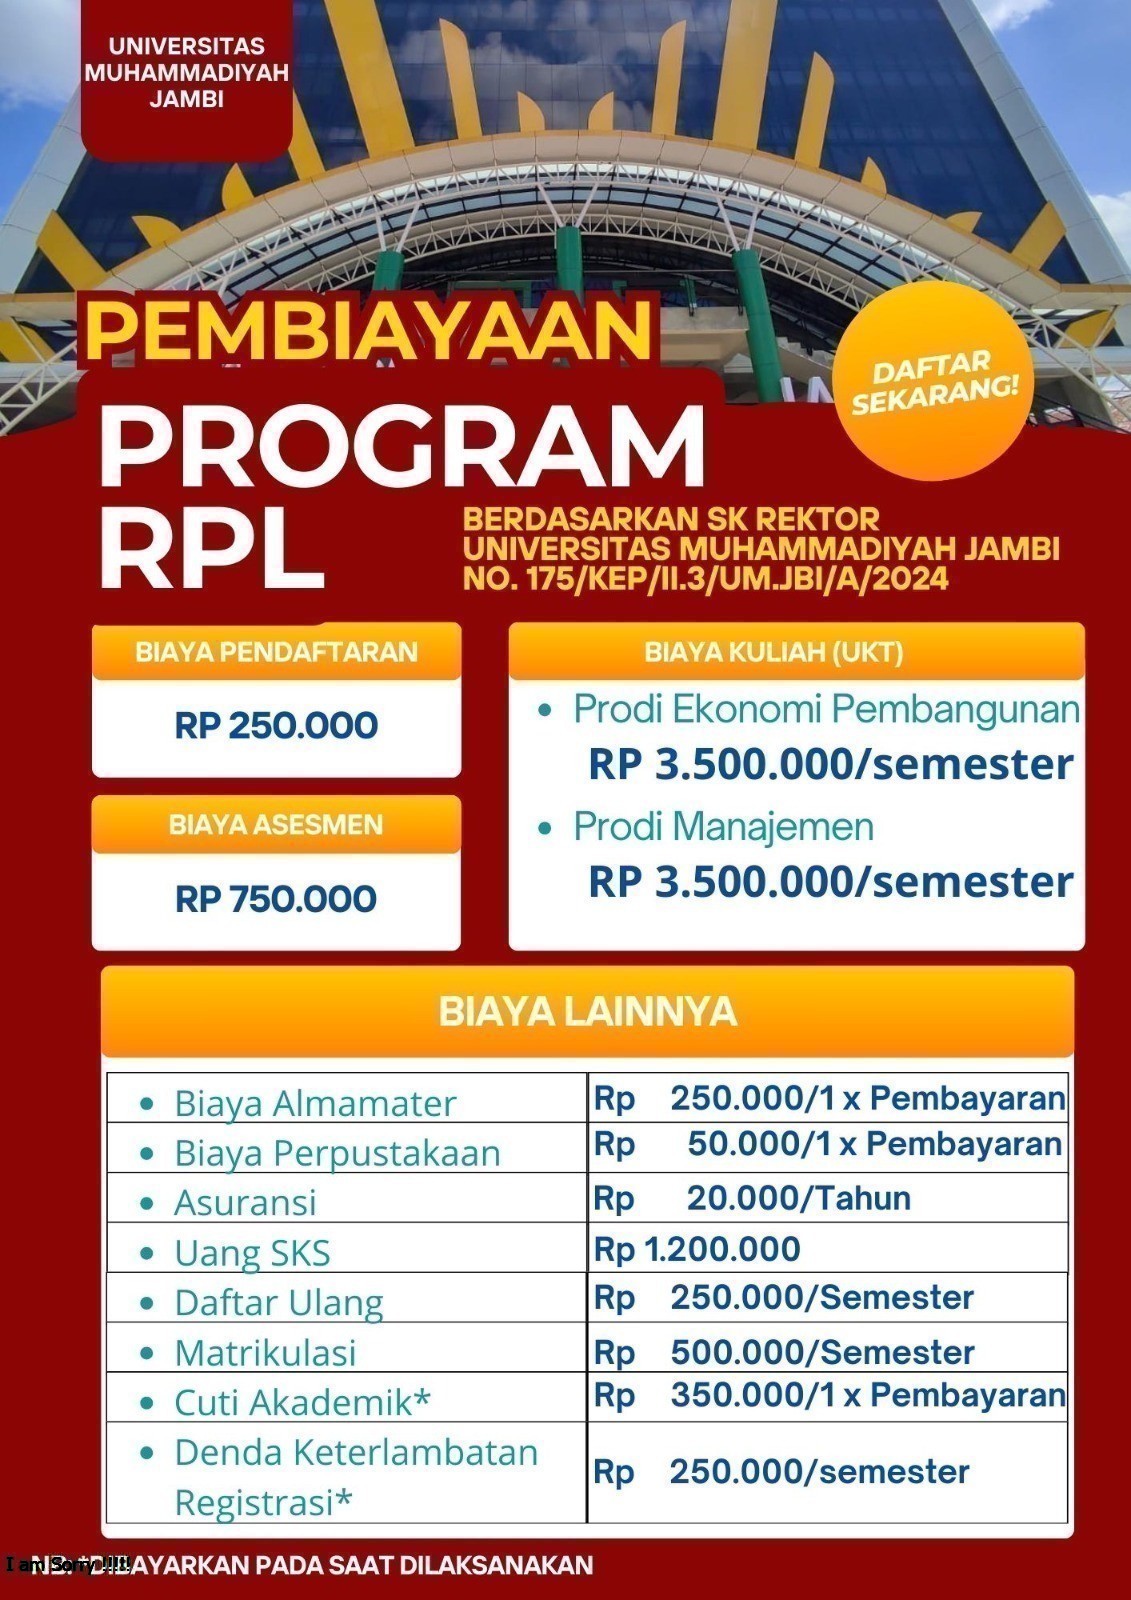 UNIVERSITAS
MUHAMMADIYAH
JAMBI
PEMBIAYAAN
DAFTAR
SEKARANG!
PROGRAM
RPL
BERDASARKAN SK REKTOR
UNIVERSITAS MUHAMMADIYAH JAMBI
NO. 175/KEP/II.3/UM.JBI/A/2024
BIAYA PENDAFTARAN
RP 250.000
BIAYA ASESMEN
RP 750.000
BIAYA KULIAH (UKT)
• Prodi Ekonomi Pembangunan
RP 3.500.000/semester
• Prodi Manajemen
RP 3.500.000/semester
BIAYA LAINNYA
• Biaya Almamater Rp 250.000/1 x Pembayaran
• Biaya Perpustakaan Rp 50.000/1 x Pembayaran
• Asuransi Rp 20.000/Tahun
• Uang SKS Rp 1.200.000
• Daftar Ulang Rp 250.000/Semester
• Matrikulasi Rp 500.000/Semester
• Cuti Akademik* Rp 350.000/1 x Pembayaran
• Denda Keterlambatan
Registrasi* Rp 250.000/semester
I am Sorry !!!!!
PADA SAAT DILAKSANAKAN